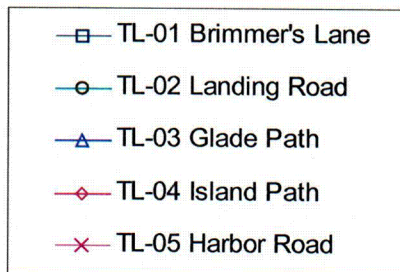 TL-01 Brimmer's Lane
TL-02 Landing Road
TL-03 Glade Path
TL-04 Island Path
TL-05 Harbor Road